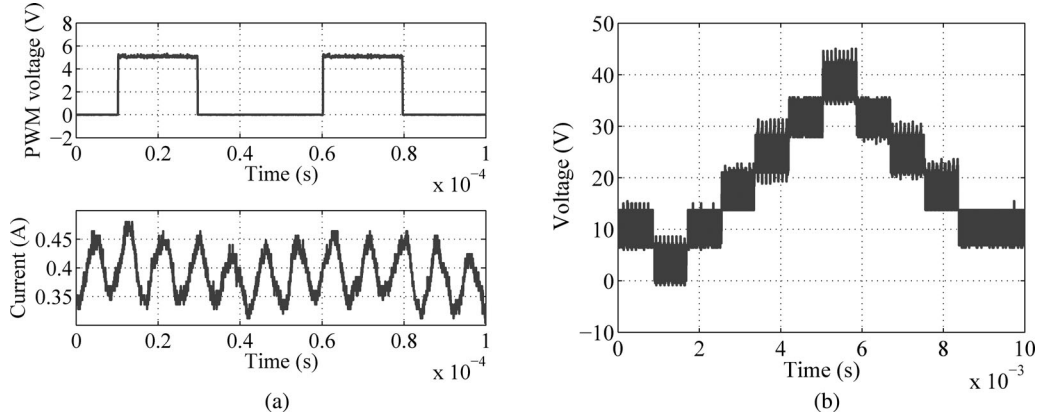 PWM voltage (V)
8
6
4
2
0
−2
0 0.2 0.4 0.6 0.8 1
Time (s)
x 10⁻⁴
Current (A)
0.45
0.4
0.35
0 0.2 0.4 0.6 0.8 1
Time (s)
x 10⁻⁴
(a)
Voltage (V)
50
40
30
20
10
0
−10
0 2 4 6 8 10
Time (s)
x 10⁻³
(b)